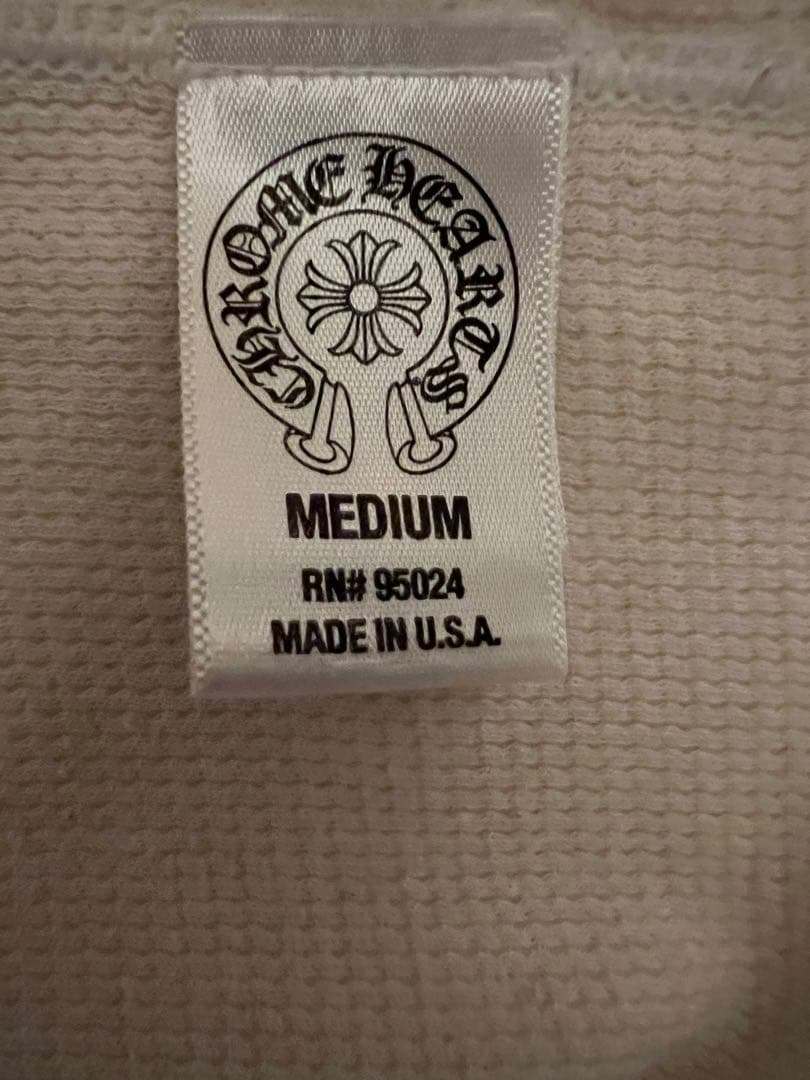 CHROME HEARTS
MEDIUM
RN# 95024
MADE IN U.S.A.